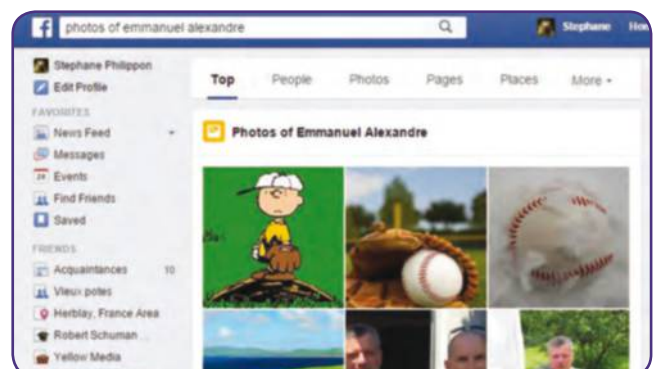 f photos of emmanuel alexandre Stephane
Stephane Philippon
Edit Profile
FAVORITES
News Feed
Messages
Events
Find Friends
Saved
FRIENDS
Acquaintances 10
Vieux potes
Herblay, France Area
Robert Schuman ...
Yellow Media
Top People Photos Pages Places More
Photos of Emmanuel Alexandre